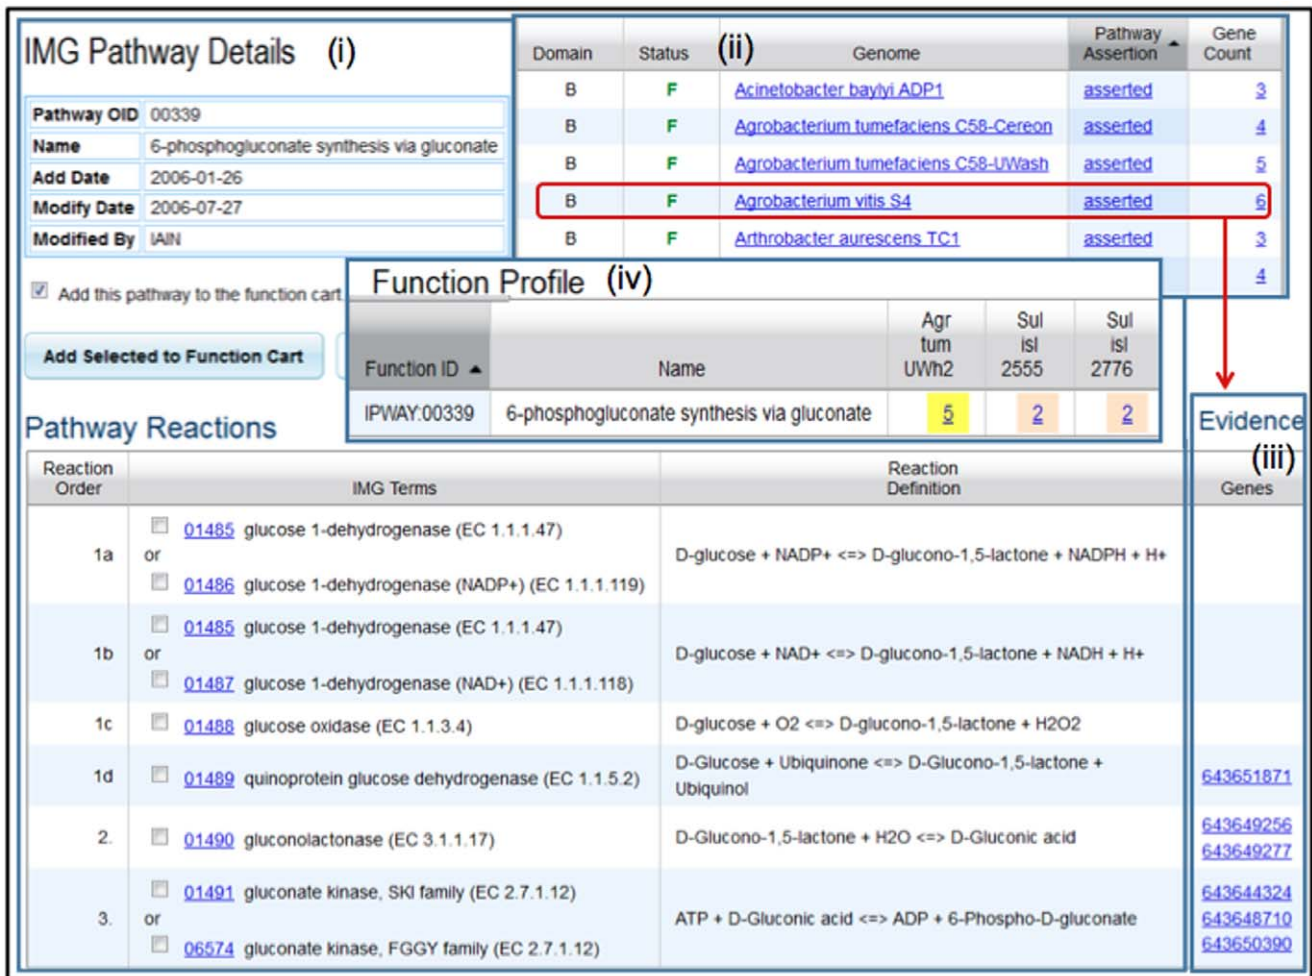 IMG Pathway Details (i)
Pathway OID 00339
Name 6-phosphogluconate synthesis via gluconate
Add Date 2006-01-26
Modify Date 2006-07-27
Modified By IAIN
Add this pathway to the function cart.
Add Selected to Function Cart
(ii)
Domain Status Genome Pathway Assertion Gene Count
B F Acinetobacter baylyi ADP1 asserted 3
B F Agrobacterium tumefaciens C58-Cereon asserted 4
B F Agrobacterium tumefaciens C58-UWash asserted 5
B F Agrobacterium vitis S4 asserted 6
B F Arthrobacter aurescens TC1 asserted 3
4
Function Profile (iv)
Function ID Name Agr tum UWh2 Sul isl 2555 Sul isl 2776
IPWAY:00339 6-phosphogluconate synthesis via gluconate 5 2 2
Pathway Reactions
Evidence
(iii)
Reaction Order IMG Terms Reaction Definition Genes
01485 glucose 1-dehydrogenase (EC 1.1.1.47)
1a or D-glucose + NADP+ <=> D-glucono-1,5-lactone + NADPH + H+
01486 glucose 1-dehydrogenase (NADP+) (EC 1.1.1.119)
01485 glucose 1-dehydrogenase (EC 1.1.1.47)
1b or D-glucose + NAD+ <=> D-glucono-1,5-lactone + NADH + H+
01487 glucose 1-dehydrogenase (NAD+) (EC 1.1.1.118)
1c 01488 glucose oxidase (EC 1.1.3.4) D-glucose + O2 <=> D-glucono-1,5-lactone + H2O2
1d 01489 quinoprotein glucose dehydrogenase (EC 1.1.5.2) D-Glucose + Ubiquinone <=> D-Glucono-1,5-lactone + Ubiquinol 643651871
2. 01490 gluconolactonase (EC 3.1.1.17) D-Glucono-1,5-lactone + H2O <=> D-Gluconic acid 643649256
643649277
01491 gluconate kinase, SKI family (EC 2.7.1.12) 643644324
3. or ATP + D-Gluconic acid <=> ADP + 6-Phospho-D-gluconate 643648710
06574 gluconate kinase, FGGY family (EC 2.7.1.12) 643650390